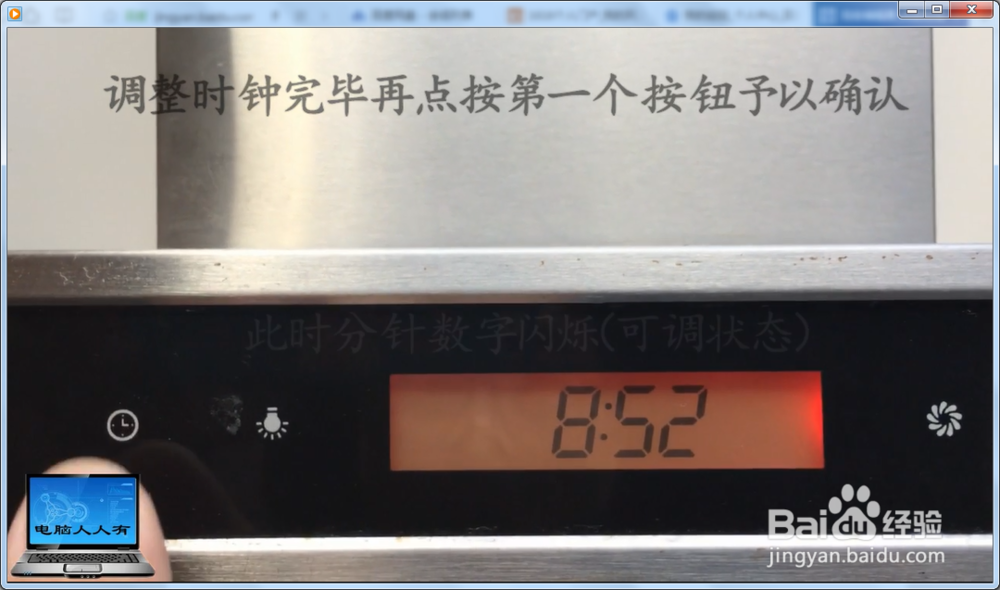 调整时钟完毕再点按第一个按钮予以确认
此时分针数字闪烁(可调状态)
8:52
电脑人人有
Baidu经验
jingyan.baidu.com